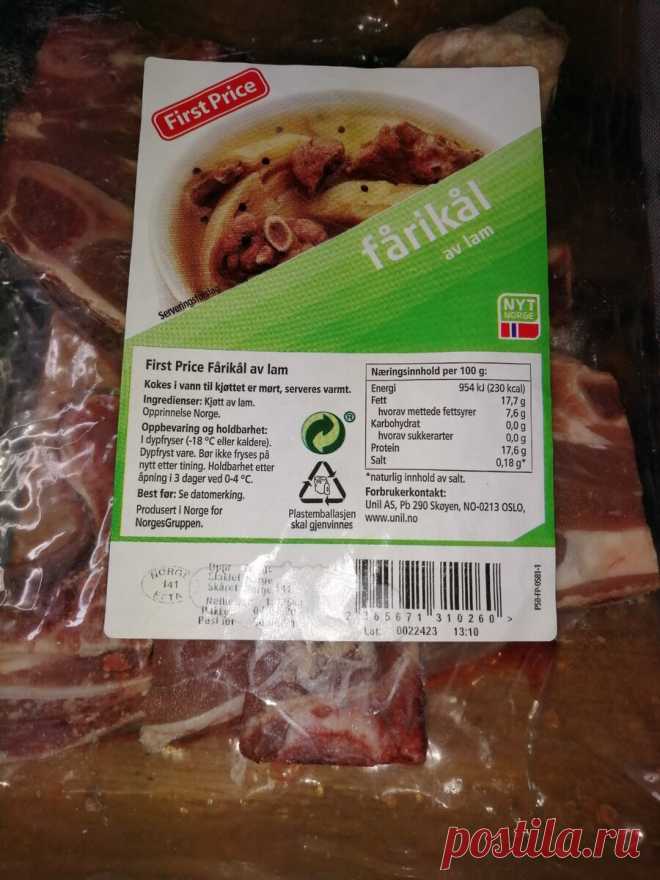 First Price
fårikål
av lam
Serveringsforslag
NYT
NORGE
First Price Fårikål av lam
Kokes i vann til kjøttet er mørt, serveres varmt.
Ingredienser: Kjøtt av lam.
Opprinnelse Norge.
Oppbevaring og holdbarhet:
I dypfryser (-18 °C eller kaldere).
Dypfryst vare. Bør ikke fryses på
nytt etter tining. Holdbarhet etter
åpning i 3 dager ved 0-4 °C.
Best før: Se datomerking.
Produsert i Norge for
NorgesGruppen.
®
Plastemballasjen
skal gjenvinnes
Næringsinnhold per 100 g:
Energi 954 kJ (230 kcal)
Fett 17,7 g
hvorav mettede fettsyrer 7,6 g
Karbohydrat 0,0 g
hvorav sukkerarter 0,0 g
Protein 17,6 g
Salt 0,18 g*
*naturlig innhold av salt.
Forbrukerkontakt:
Unil AS, Pb 290 Skøyen, NO-0213 OSLO,
www.unil.no
NORGE
141
EFTA
Slaktet
Skåret 141
365671 310260 >
Lot: 0022423 13:10
PS0-FP-0581-1
postila.ru